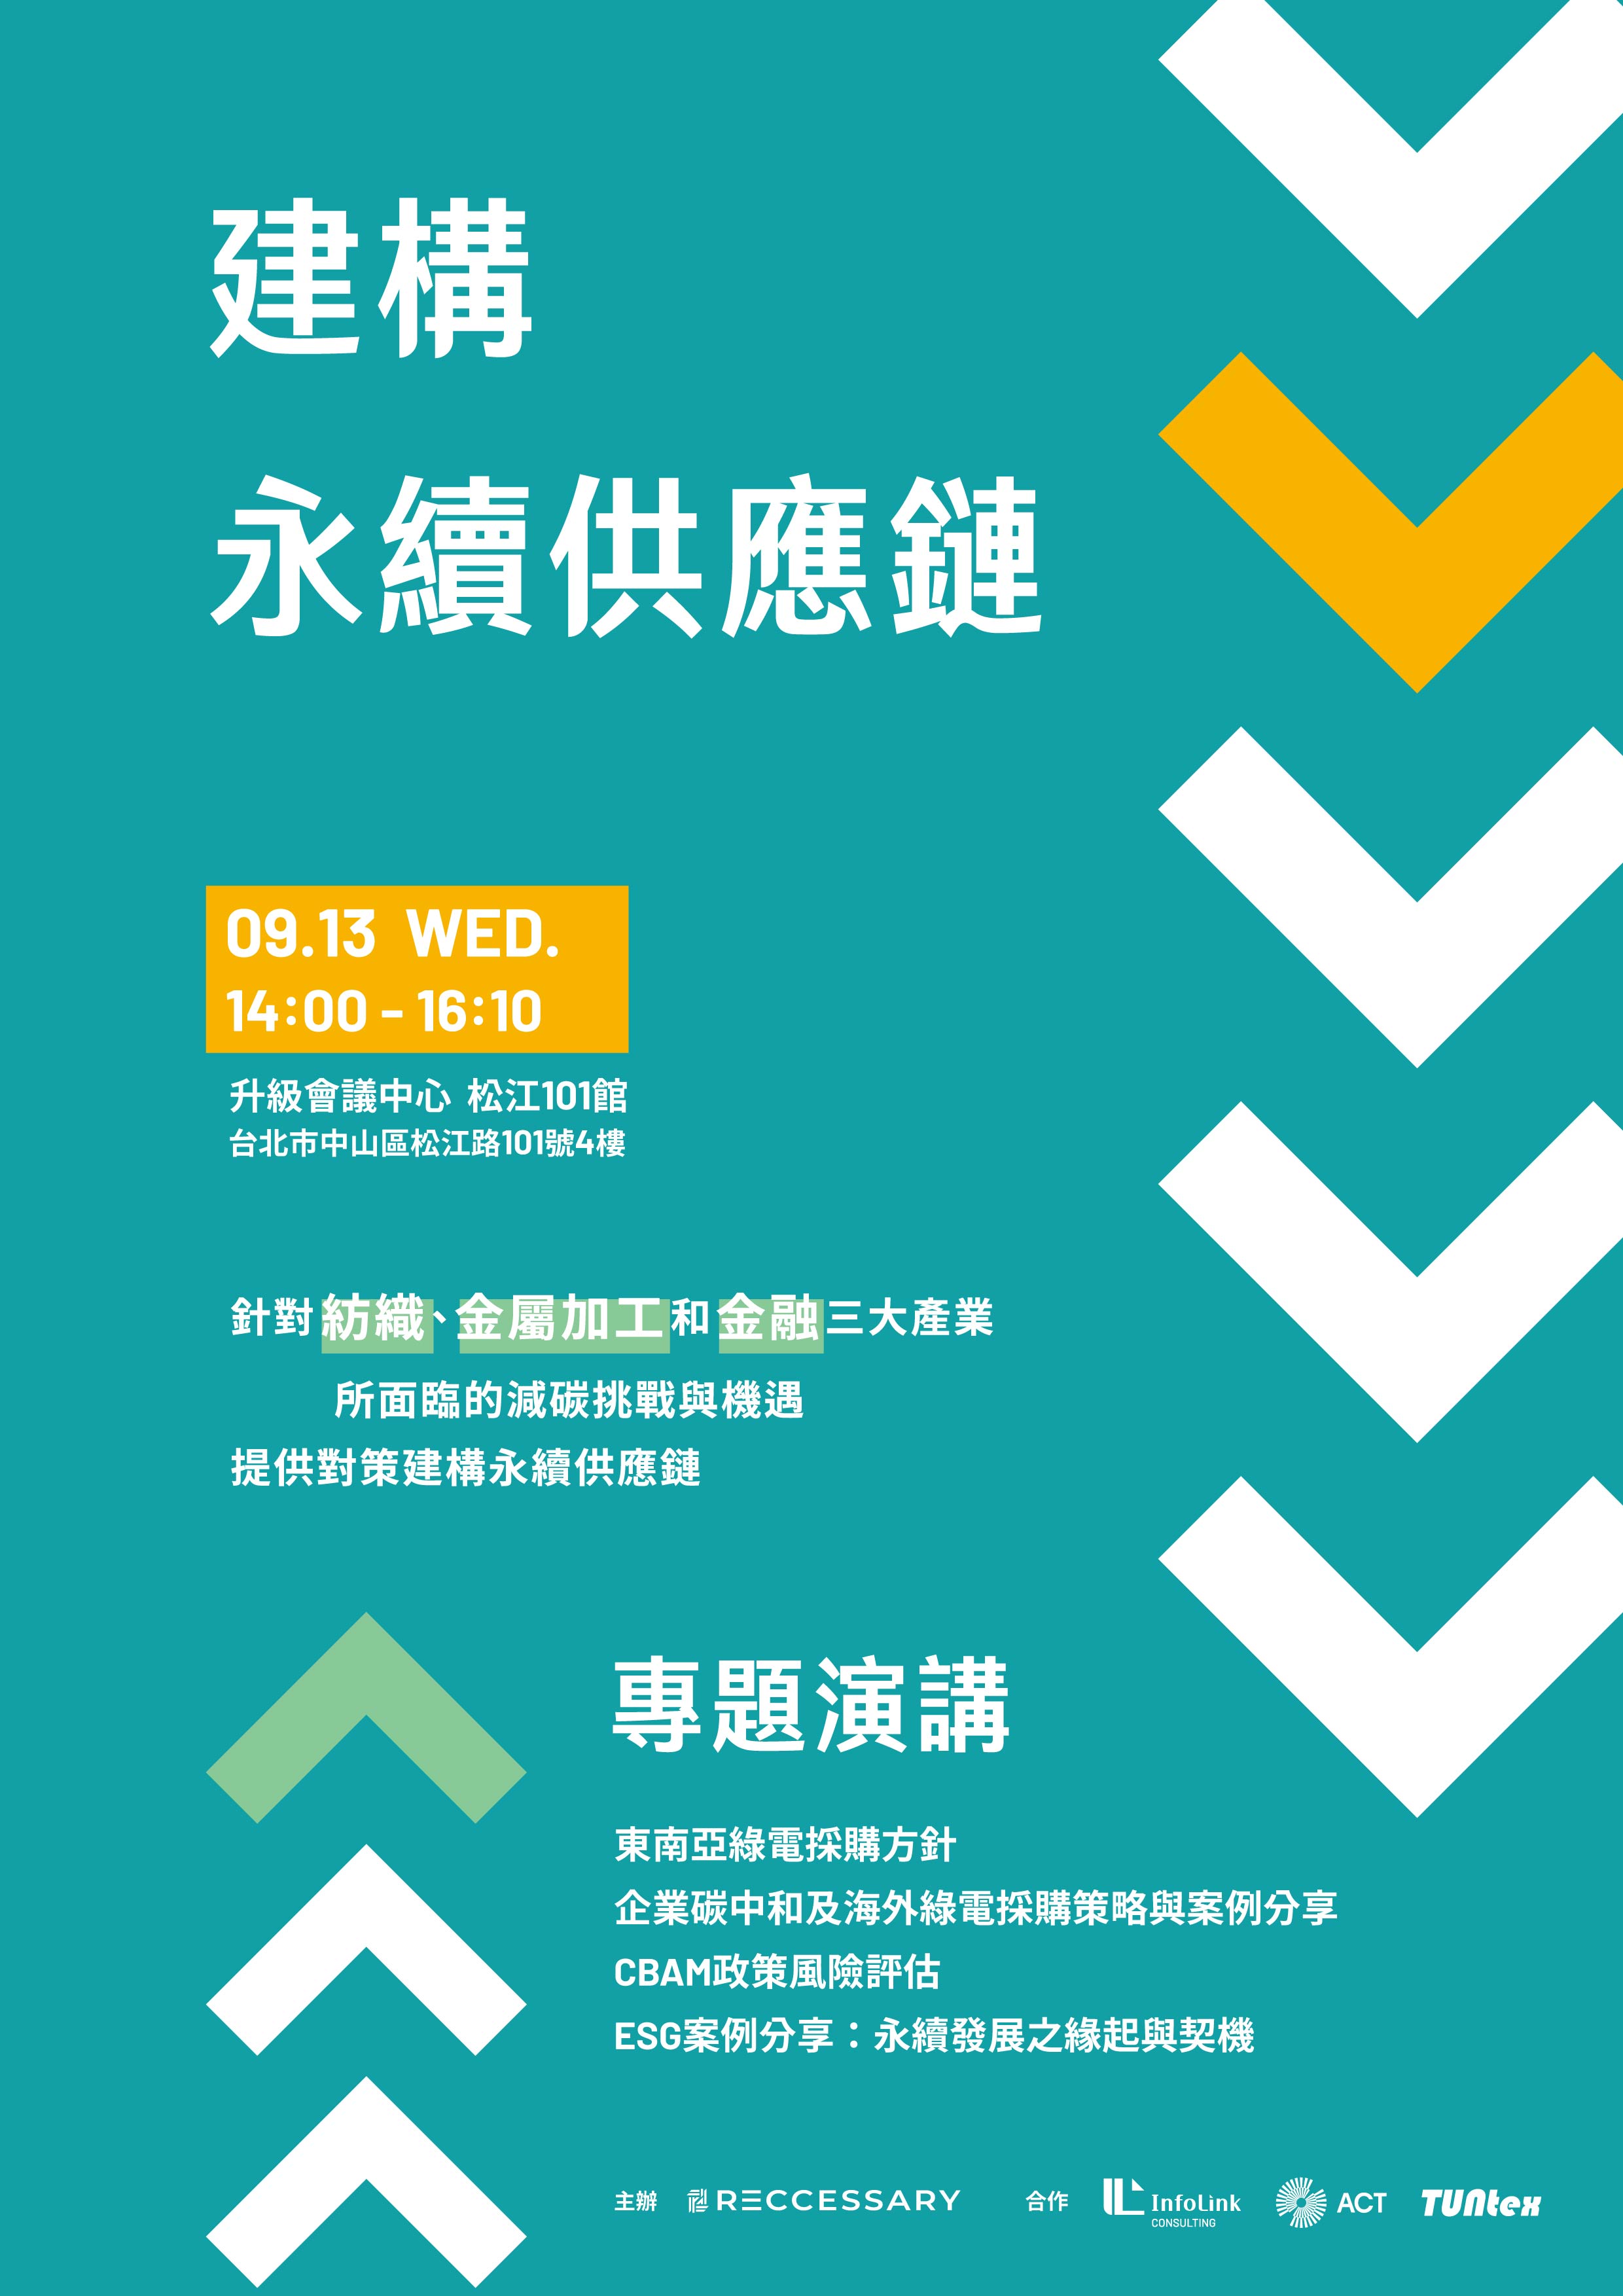 建構
永續供應鏈
09.13 WED.
14:00 - 16:10
升級會議中心 松江101館
台北市中山區松江路101號4樓
針對紡織、金屬加工和金融三大產業
所面臨的減碳挑戰與機遇
提供對策建構永續供應鏈
專題演講
東南亞綠電採購方針
企業碳中和及海外綠電採購策略與案例分享
CBAM政策風險評估
ESG案例分享：永續發展之緣起與契機
主辦 RECCESSARY 合作 InfoLink CONSULTING ACT TUNtex